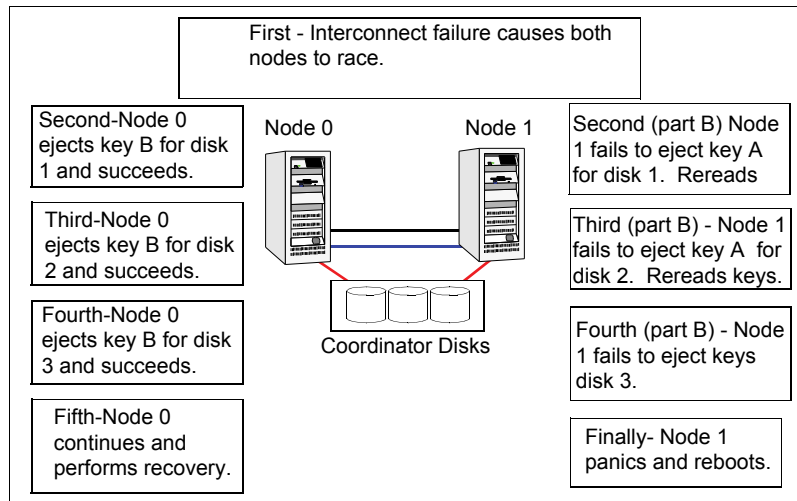 First - Interconnect failure causes both
nodes to race.
Second-Node 0
ejects key B for disk
1 and succeeds.
Node 0
Node 1
Second (part B) Node
1 fails to eject key A
for disk 1. Rereads
Third-Node 0
ejects key B for disk
2 and succeeds.
Third (part B) - Node 1
fails to eject key A for
disk 2. Rereads keys.
Fourth-Node 0
ejects key B for disk
3 and succeeds.
Coordinator Disks
Fourth (part B) - Node
1 fails to eject keys
disk 3.
Fifth-Node 0
continues and
performs recovery.
Finally- Node 1
panics and reboots.